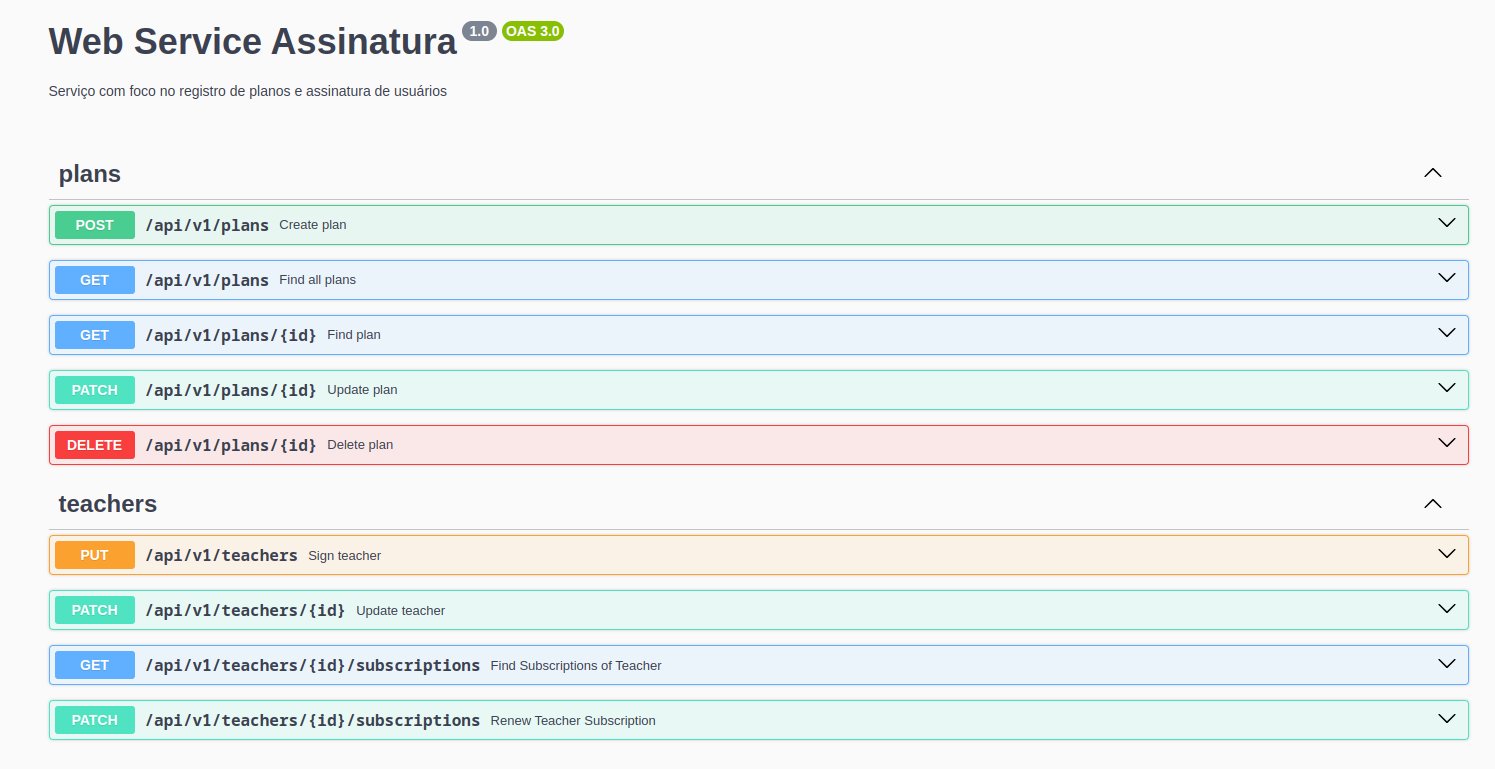 Web Service Assinatura 1.0 OAS 3.0
Serviço com foco no registro de planos e assinatura de usuários
plans
POST /api/v1/plans Create plan
GET /api/v1/plans Find all plans
GET /api/v1/plans/{id} Find plan
PATCH /api/v1/plans/{id} Update plan
DELETE /api/v1/plans/{id} Delete plan
teachers
PUT /api/v1/teachers Sign teacher
PATCH /api/v1/teachers/{id} Update teacher
GET /api/v1/teachers/{id}/subscriptions Find Subscriptions of Teacher
PATCH /api/v1/teachers/{id}/subscriptions Renew Teacher Subscription